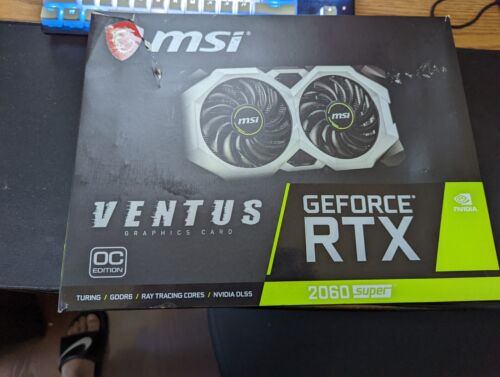 msi
msi
msi
VENTUS
GRAPHICS CARD
OC
EDITION
GEFORCE
RTX
NVIDIA
2060 super
TURING / GDDR6 / RAY TRACING CORES / NVIDIA DLSS